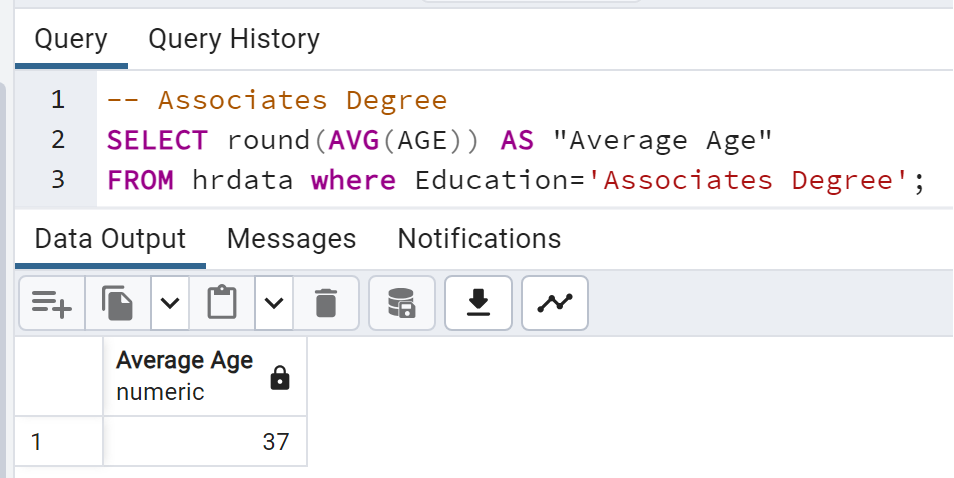 Query Query History
1 -- Associates Degree
2 SELECT round(AVG(AGE)) AS "Average Age"
3 FROM hrdata where Education='Associates Degree';
Data Output Messages Notifications
Average Age
numeric
1 37